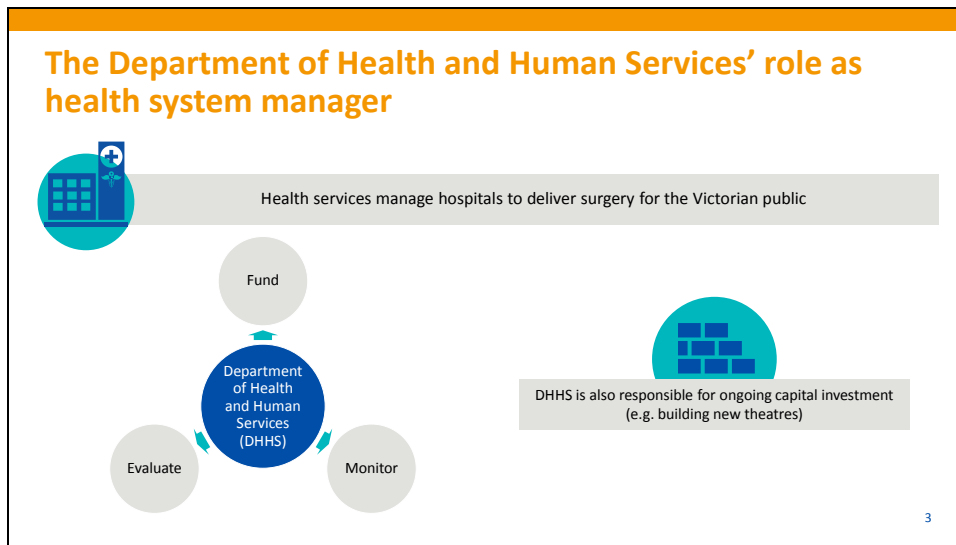 The Department of Health and Human Services’ role as
health system manager
Health services manage hospitals to deliver surgery for the Victorian public
Fund
Department
of Health
and Human
Services
(DHHS)
Evaluate
Monitor
DHHS is also responsible for ongoing capital investment
(e.g. building new theatres)
3